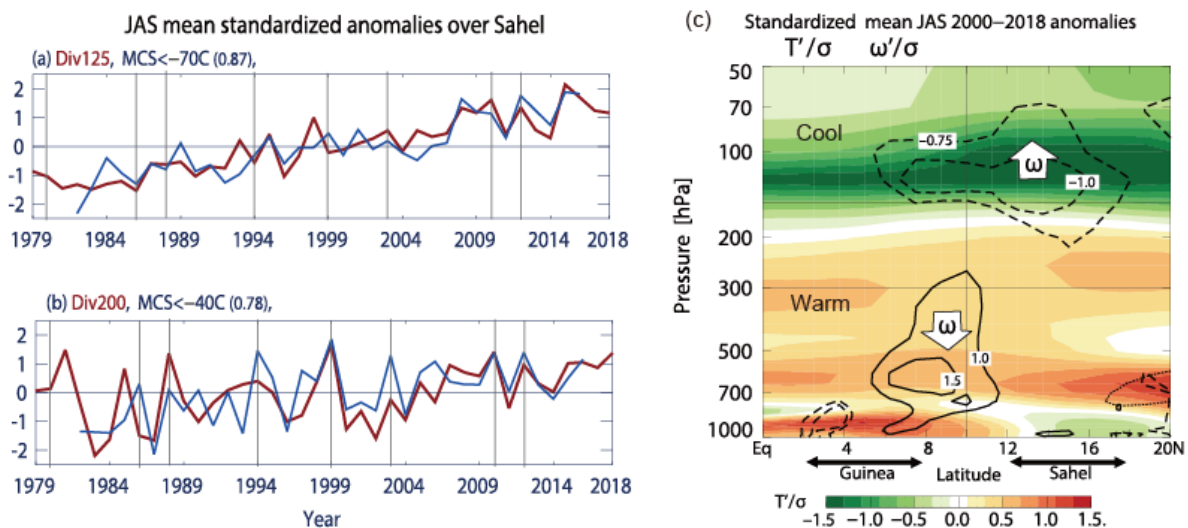 JAS mean standardized anomalies over Sahel
(a) Div125, MCS<−70C (0.87),
2
1
0
-1
-2
1979 1984 1989 1994 1999 2004 2009 2014 2018
(b) Div200, MCS<−40C (0.78),
2
1
0
-1
-2
1979 1984 1989 1994 1999 2004 2009 2014 2018
Year
(c) Standardized mean JAS 2000−2018 anomalies
T'/σ ω'/σ
50
70
100
200
300
500
700
1000
Pressure [hPa]
Cool
−0.75
ω
−1.0
Warm
ω
1.0
1.5
Eq 4 8 12 16 20N
Guinea Latitude Sahel
T'/σ
−1.5 −1.0 −0.5 0.0 0.5 1.0 1.5